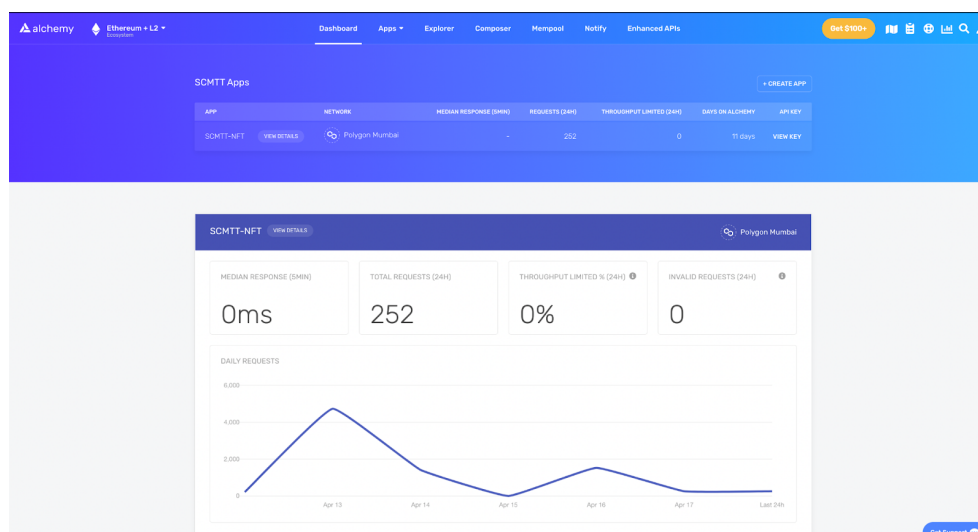 alchemy
Ethereum + L2
Ecosystem
Dashboard Apps Explorer Composer Mempool Notify Enhanced APIs
Get $100+
SCMTT Apps
+ CREATE APP
APP NETWORK MEDIAN RESPONSE (5MIN) REQUESTS (24H) THROUGHPUT LIMITED (24H) DAYS ON ALCHEMY API KEY
SCMTT-NFT VIEW DETAILS Polygon Mumbai - 252 0 11 days VIEW KEY
SCMTT-NFT VIEW DETAILS Polygon Mumbai
MEDIAN RESPONSE (5MIN) TOTAL REQUESTS (24H) THROUGHPUT LIMITED % (24H) INVALID REQUESTS (24H)
0ms 252 0% 0
DAILY REQUESTS
6,000
4,000
2,000
0
Apr 13 Apr 14 Apr 15 Apr 16 Apr 17 Last 24h
Get Support